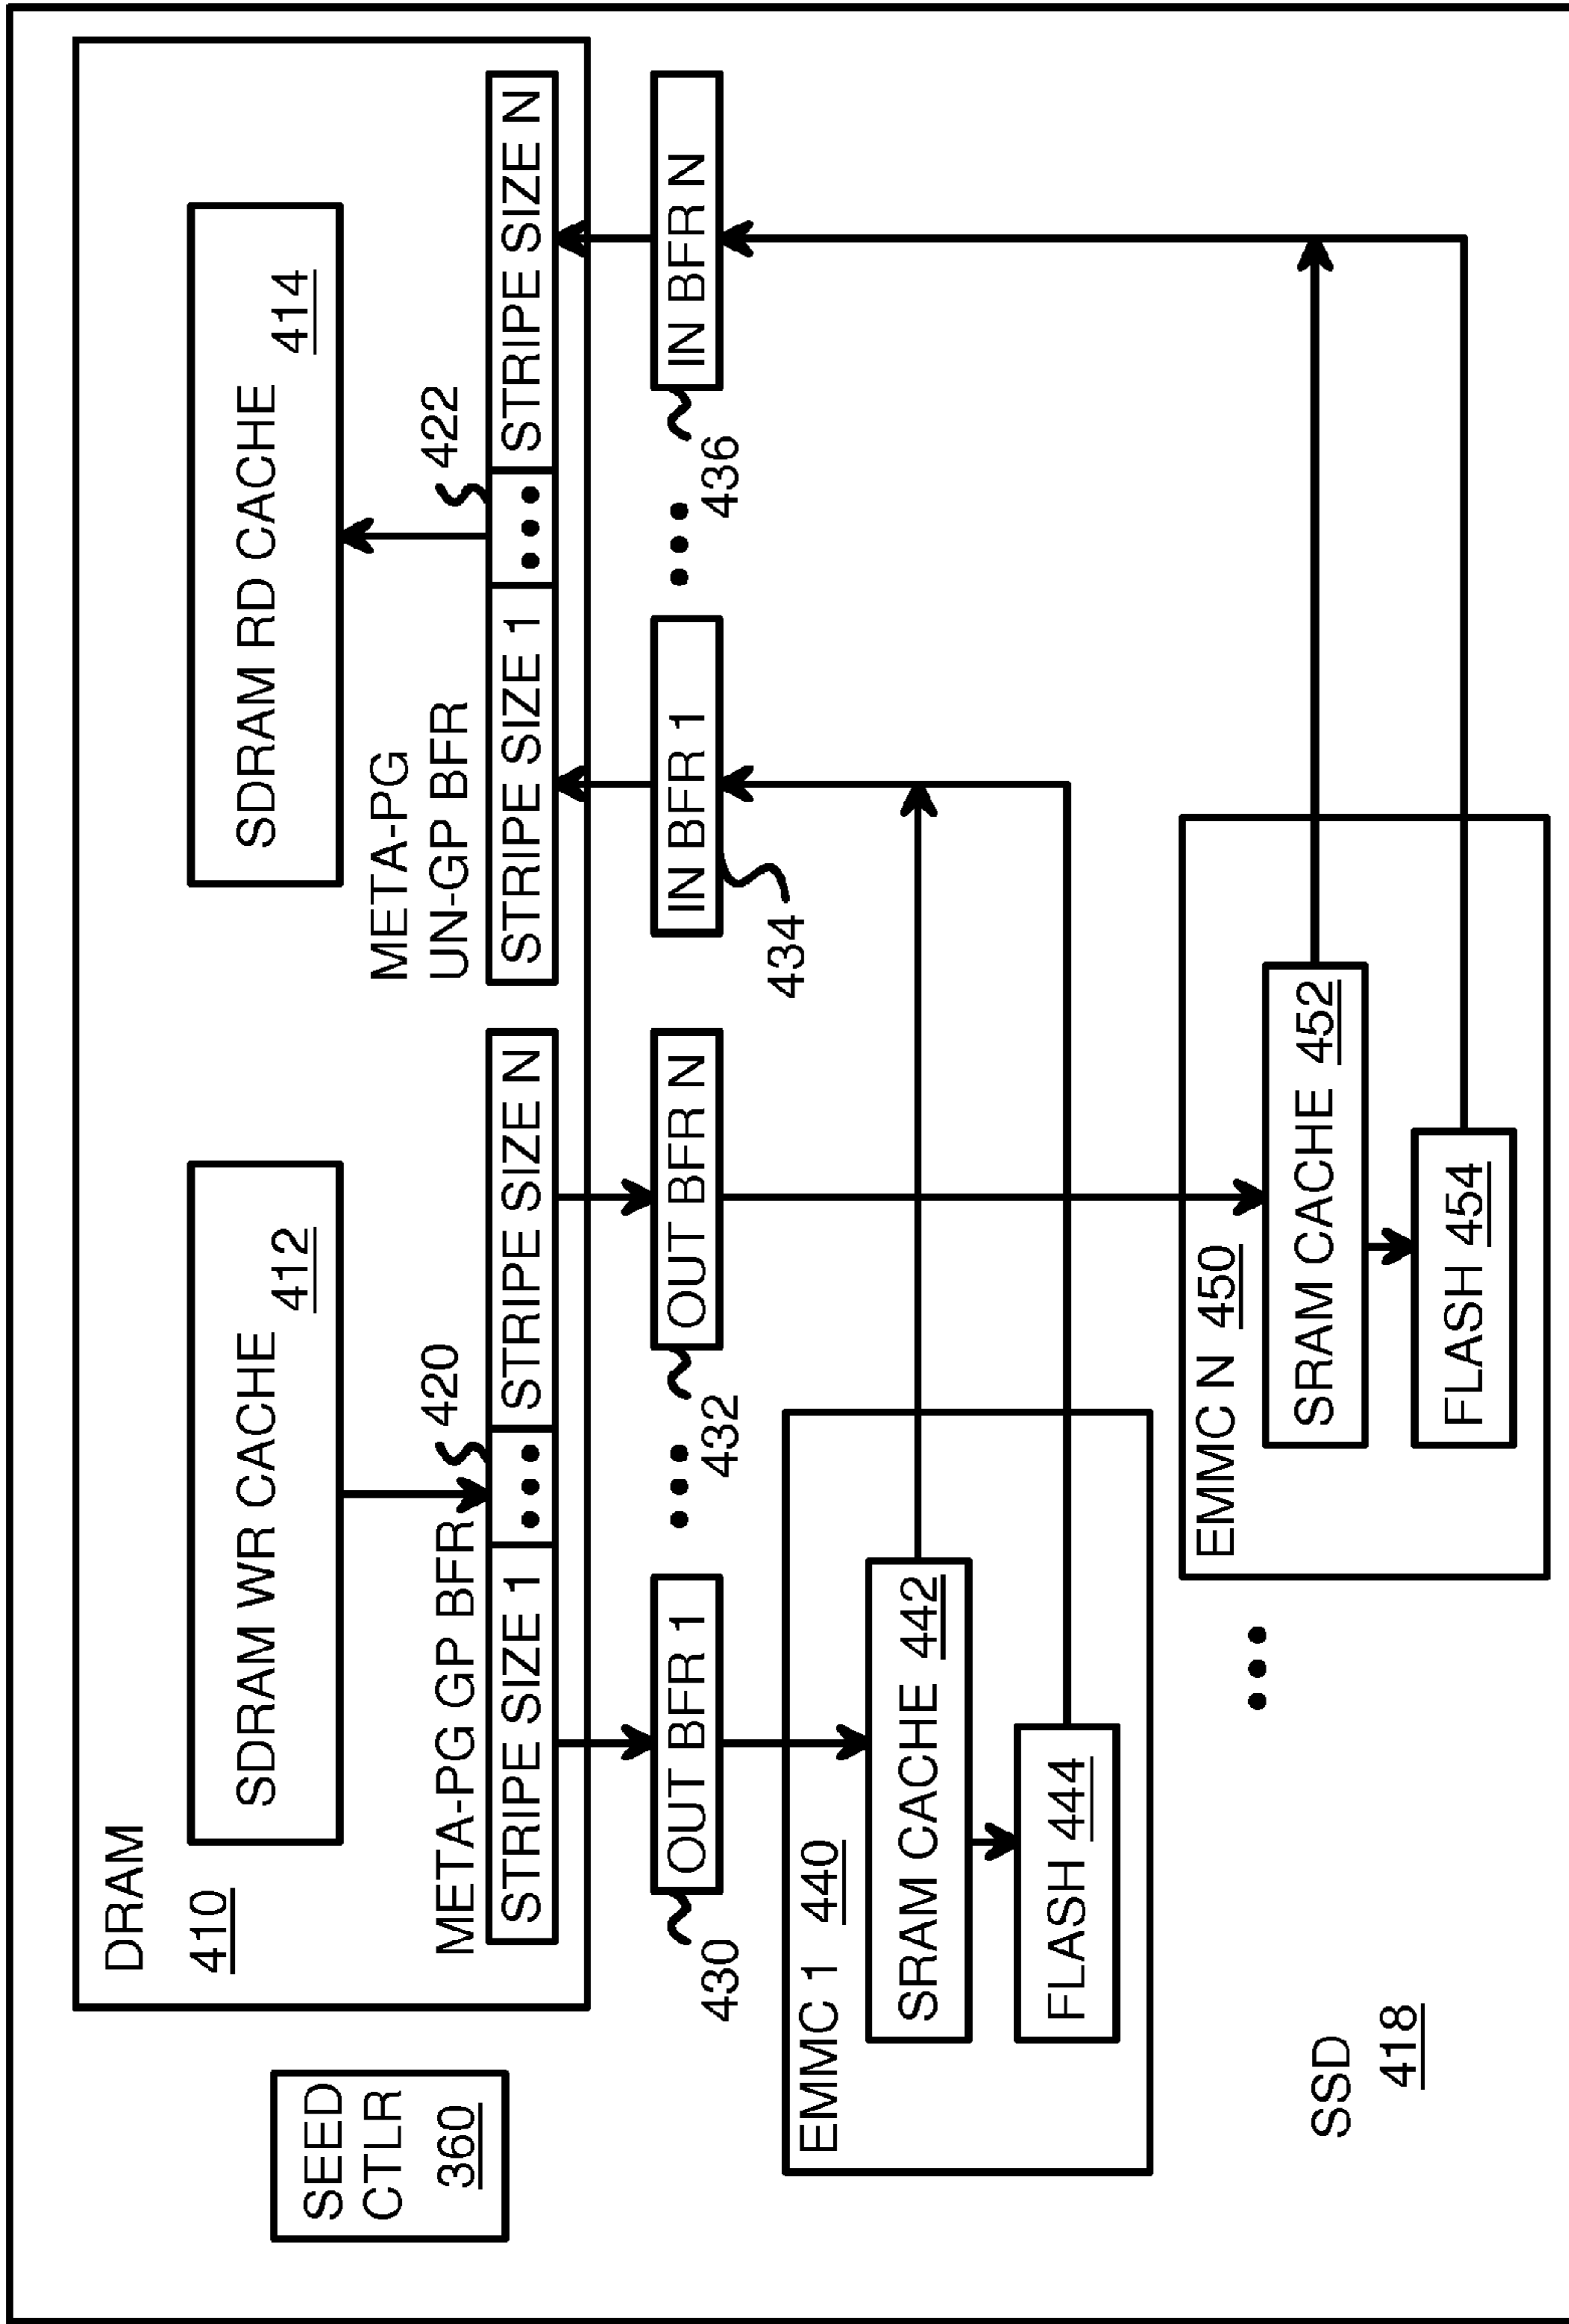 SEED
CTLR
360
DRAM
410
SDRAM WR CACHE
412
SDRAM RD CACHE
414
META-PG GP BFR
420
META-PG
UN-GP BFR
422
STRIPE SIZE 1 ••• STRIPE SIZE N
STRIPE SIZE 1 ••• STRIPE SIZE N
OUT BFR 1 ••• OUT BFR N
IN BFR 1 ••• IN BFR N
430
432
434
436
EMMC 1 440
SRAM CACHE 442
FLASH 444
•••
EMMC N 450
SRAM CACHE 452
FLASH 454
SSD
418